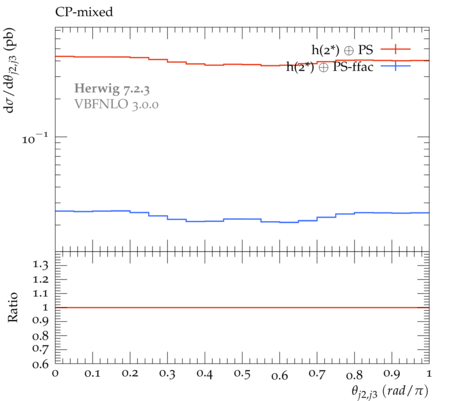 CP-mixed
h(2*) ⊕ PS
h(2*) ⊕ PS-ffac
Herwig 7.2.3
VBFNLO 3.0.0
dσ/dθj2,j3 (pb)
10⁻¹
Ratio
1.3
1.2
1.1
1
0.9
0.8
0.7
0.6
0 0.1 0.2 0.3 0.4 0.5 0.6 0.7 0.8 0.9 1
θj2,j3 (rad/π)